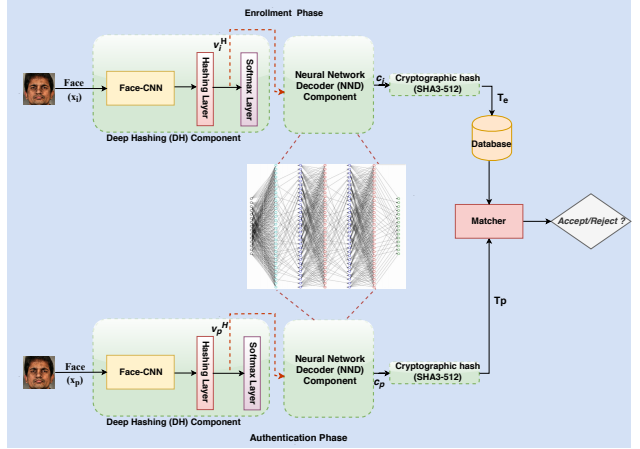 Enrollment Phase
Face
(xi)
Face-CNN
Hashing Layer
viH
Softmax Layer
Deep Hashing (DH) Component
Neural Network
Decoder (NND)
Component
ci
Cryptographic hash
(SHA3-512)
Te
Database
Matcher
Accept/Reject ?
Tp
Face
(xp)
Face-CNN
Hashing Layer
vpH
Softmax Layer
Deep Hashing (DH) Component
Neural Network
Decoder (NND)
Component
cp
Cryptographic hash
(SHA3-512)
Authentication Phase